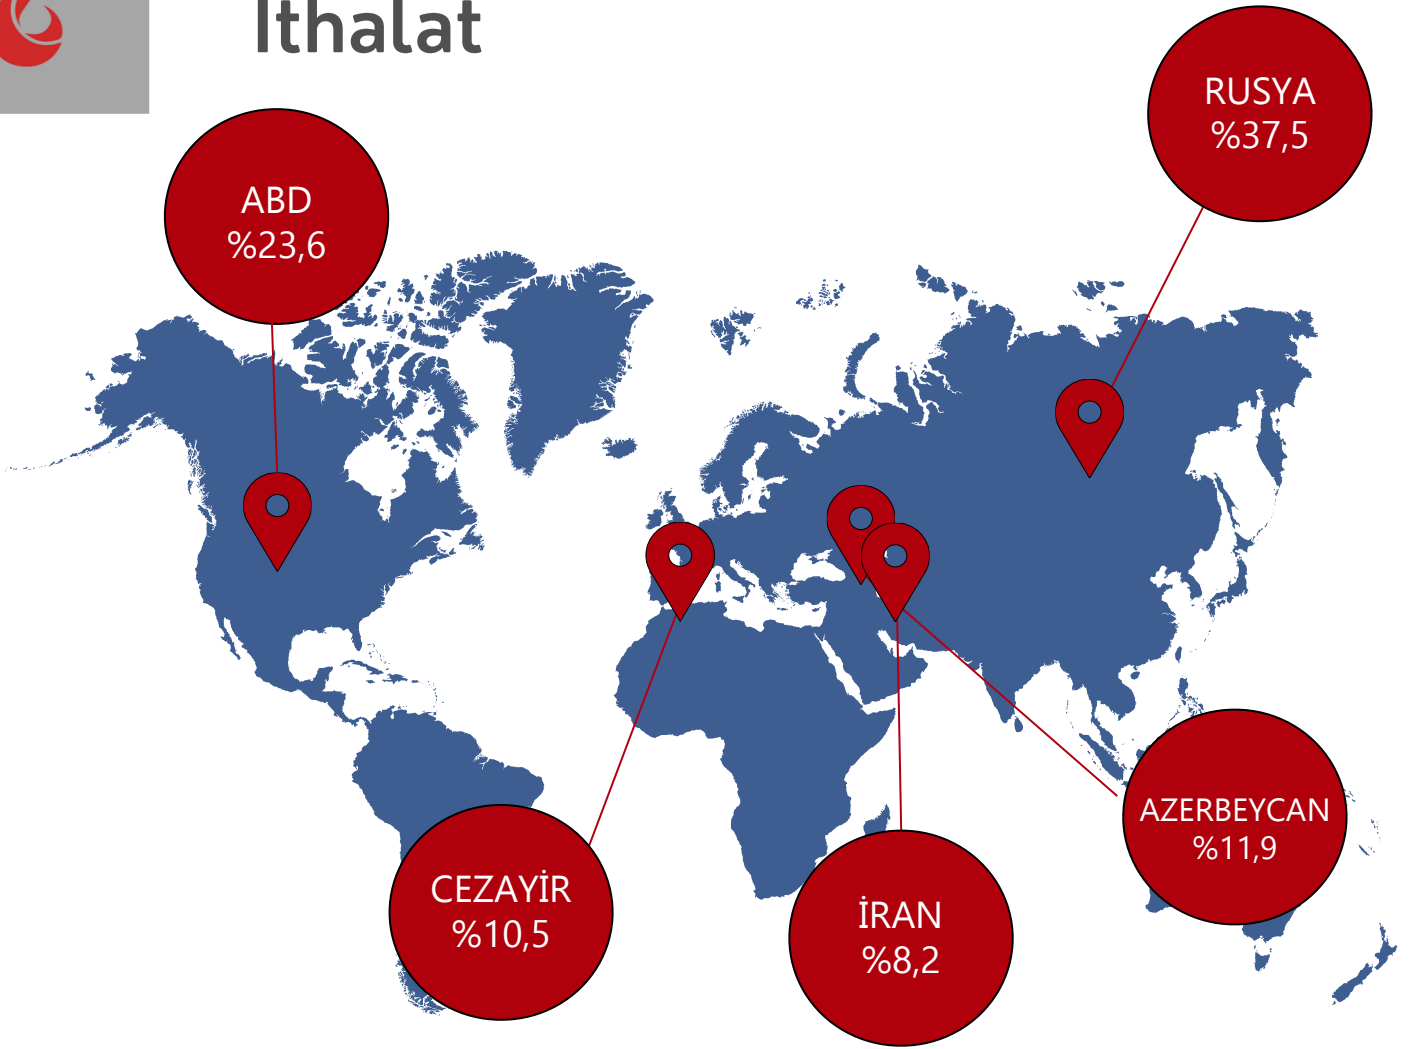 İthalat
RUSYA
%37,5
ABD
%23,6
AZERBEYCAN
%11,9
CEZAYİR
%10,5
İRAN
%8,2